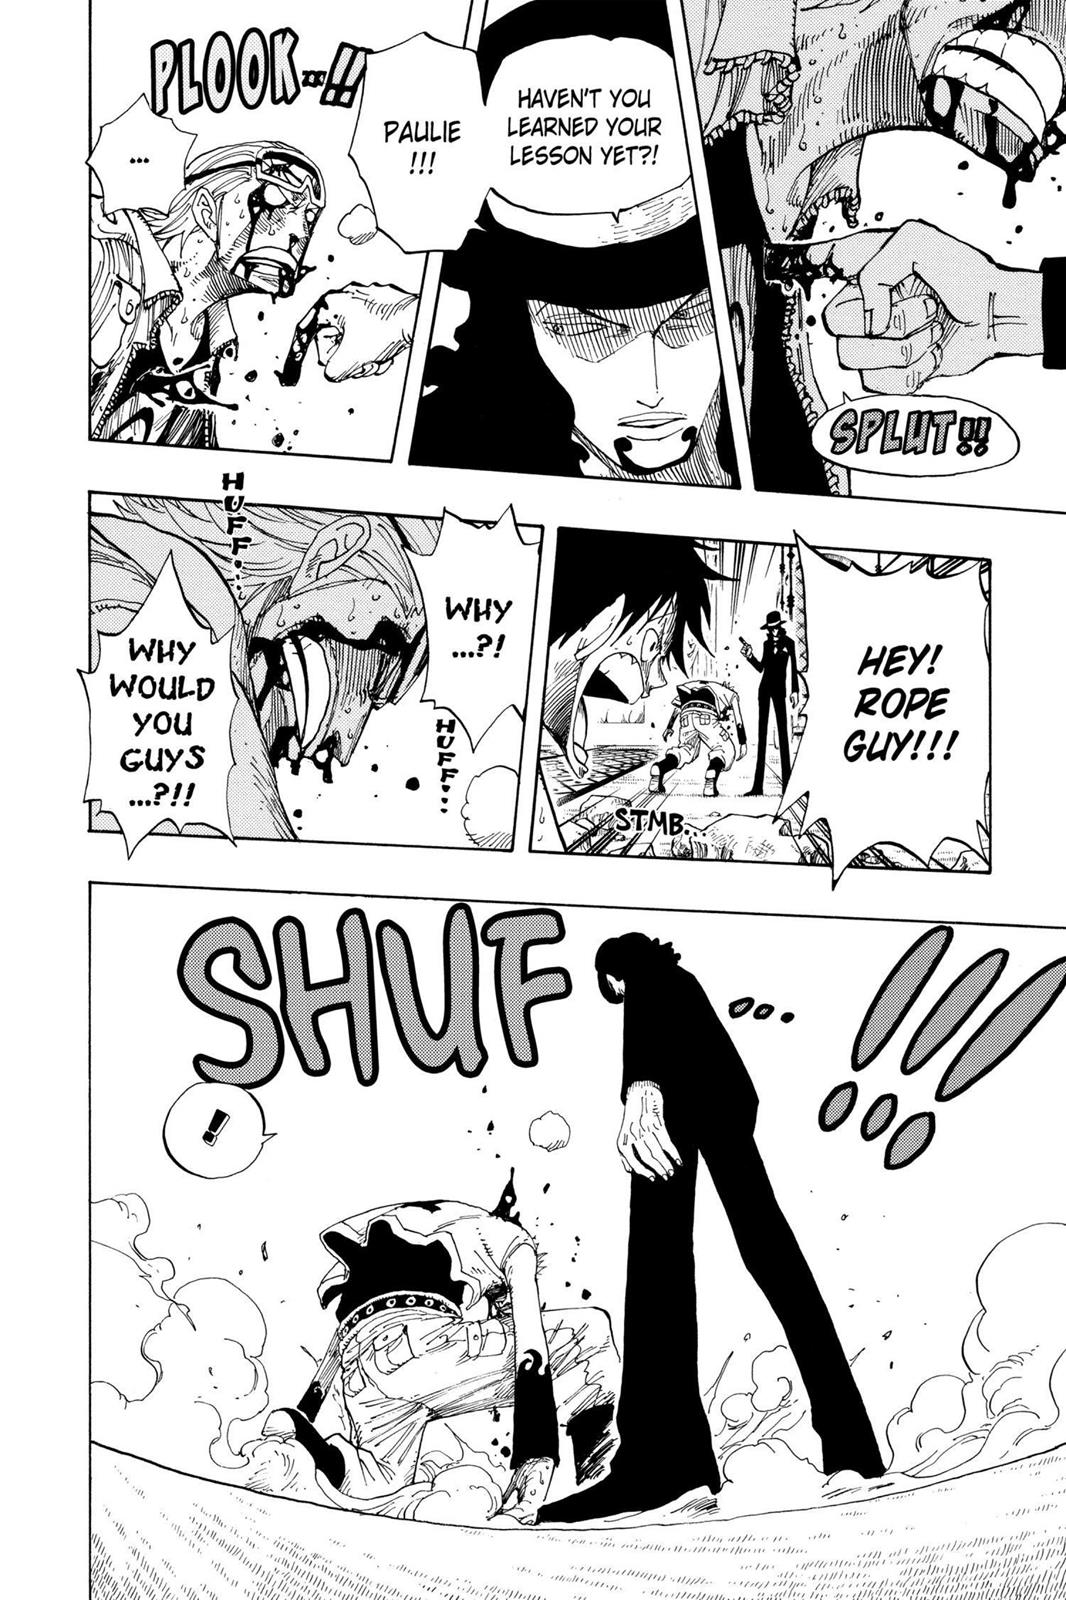 SPLUT!!
HAVEN'T YOU
LEARNED YOUR
LESSON YET?!
PAULIE
!!!
PLOOK...!!
...
HEY!
ROPE
GUY!!!
STMB...
WHY
...?!
HUFF...
HUFF...
WHY
WOULD
YOU
GUYS
...?!!
SHUF
...!!!
!